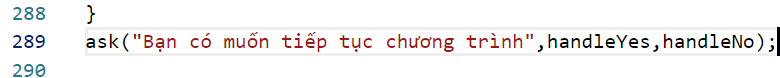 288 }
289 ask("Bạn có muốn tiếp tục chương trình",handleYes,handleNo);
290